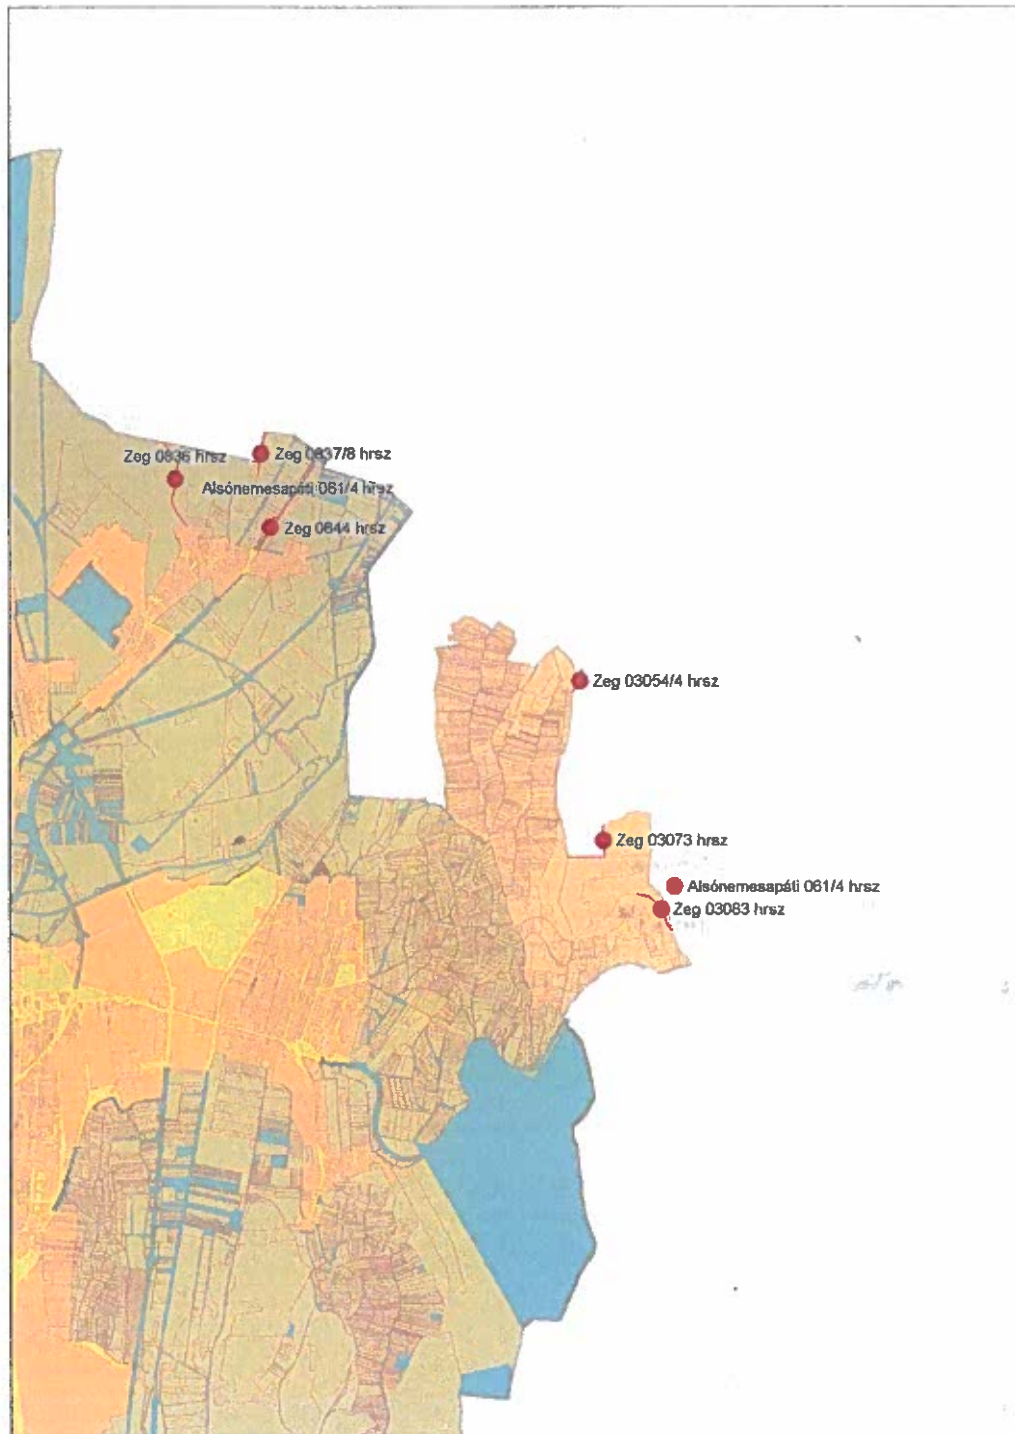 Zeg 0836 hrsz
Zeg 0837/8 hrsz
Alsónemesapáti 061/4 hrsz
Zeg 0844 hrsz
Zeg 03054/4 hrsz
Zeg 03073 hrsz
Alsónemesapáti 061/4 hrsz
Zeg 03083 hrsz